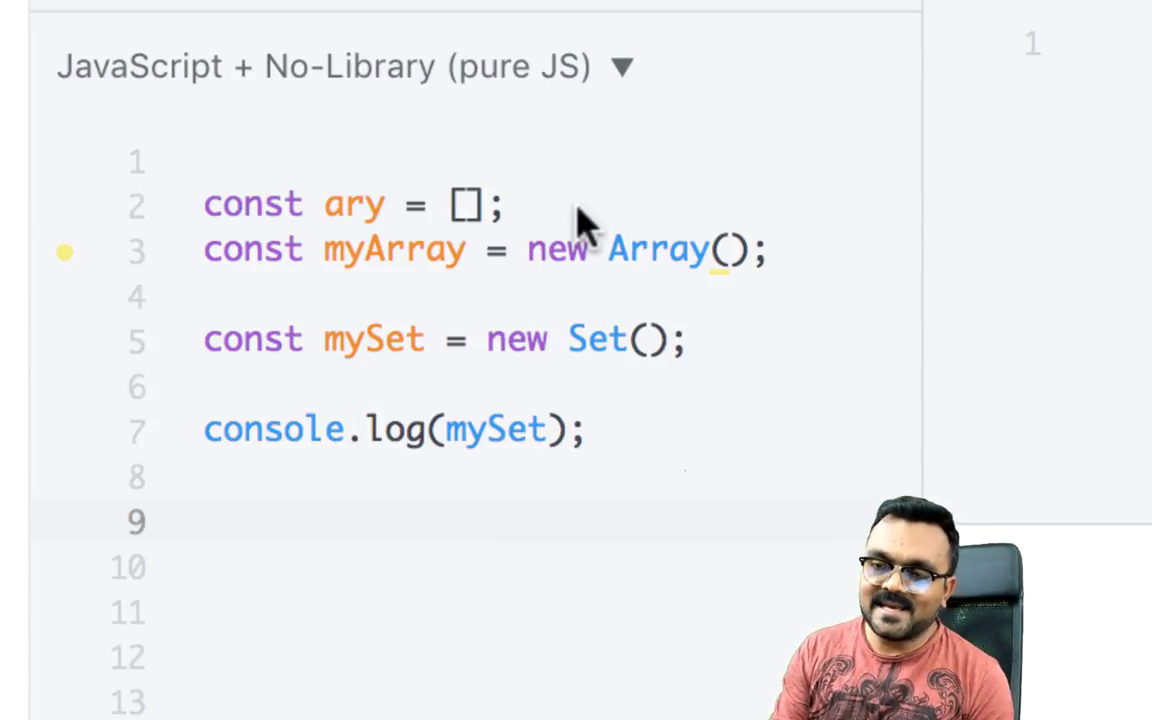 JavaScript + No-Library (pure JS) ▼
1
1
2 const ary = [];
3 const myArray = new Array();
4
5 const mySet = new Set();
6
7 console.log(mySet);
8
9
10
11
12
13